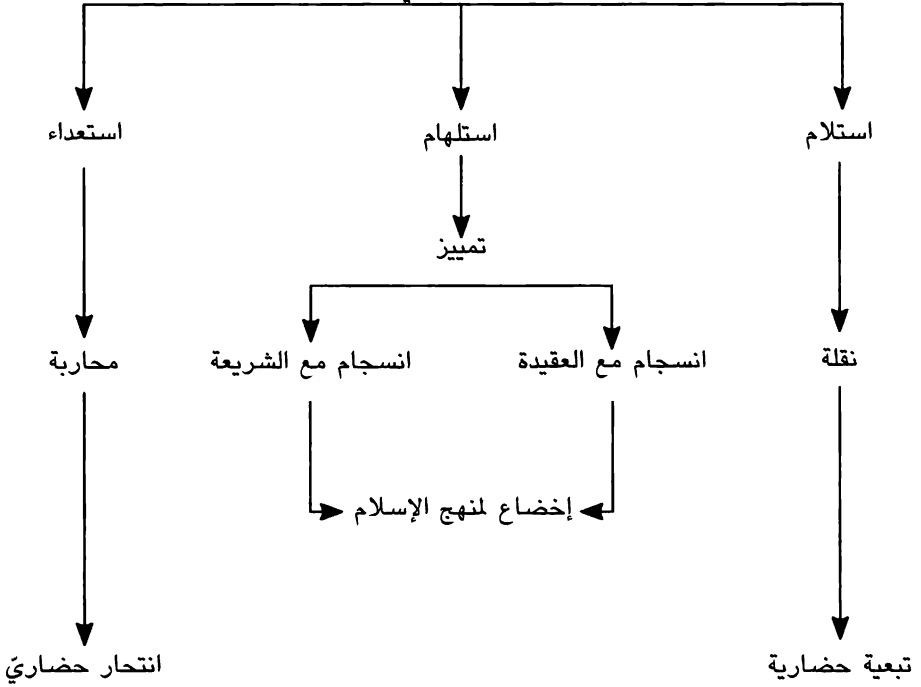 استلام استلهام استعداء
تمييز
نقلة انسجام مع العقيدة انسجام مع الشريعة محاربة
إخضاع لمنهج الإسلام
تبعية حضارية انتحار حضاريّ